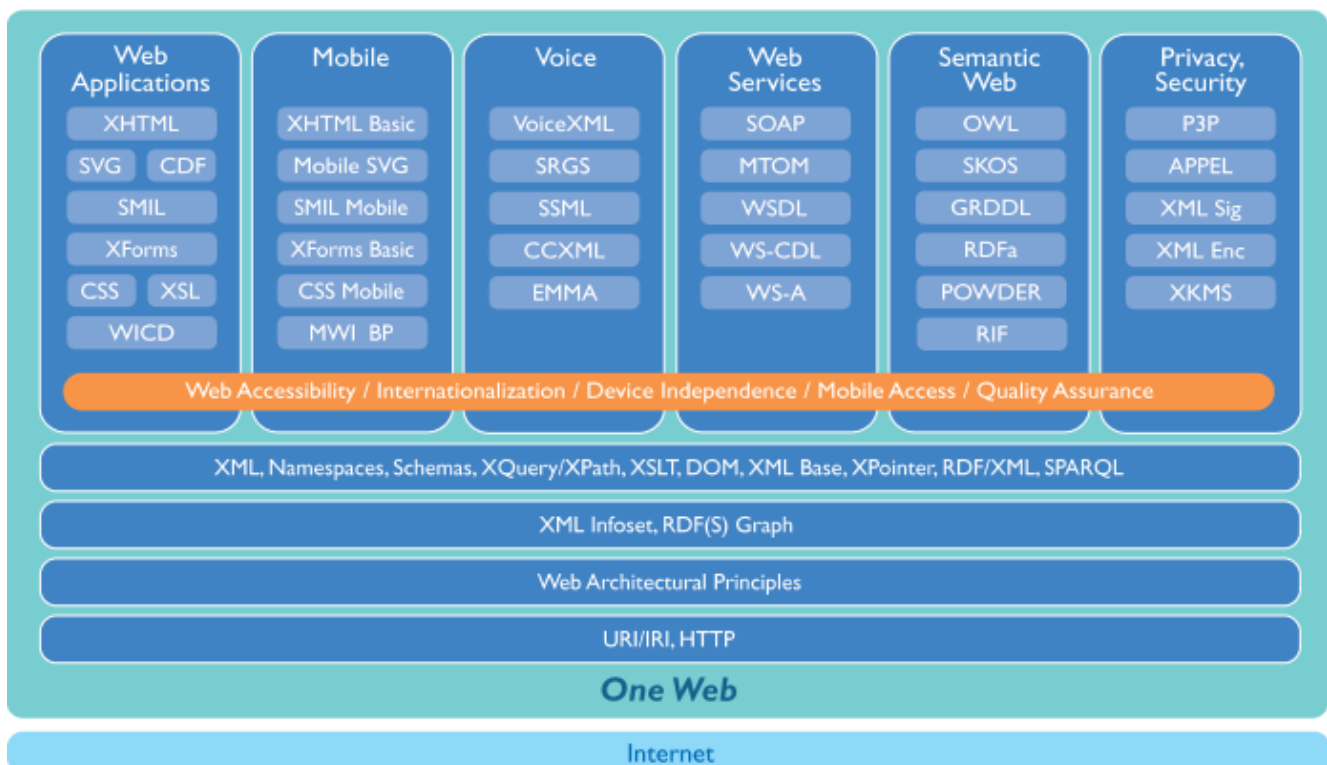 Web
Applications
XHTML
SVG
CDF
SMIL
XForms
CSS
XSL
WICD
Mobile
XHTML Basic
Mobile SVG
SMIL Mobile
XForms Basic
CSS Mobile
MWI BP
Voice
VoiceXML
SRGS
SSML
CCXML
EMMA
Web
Services
SOAP
MTOM
WSDL
WS-CDL
WS-A
Semantic
Web
OWL
SKOS
GRDDL
RDFa
POWDER
RIF
Privacy,
Security
P3P
APPEL
XML Sig
XML Enc
XKMS
Web Accessibility / Internationalization / Device Independence / Mobile Access / Quality Assurance
XML, Namespaces, Schemas, XQuery/XPath, XSLT, DOM, XML Base, XPointer, RDF/XML, SPARQL
XML Infoset, RDF(S) Graph
Web Architectural Principles
URI/IRI, HTTP
One Web
Internet